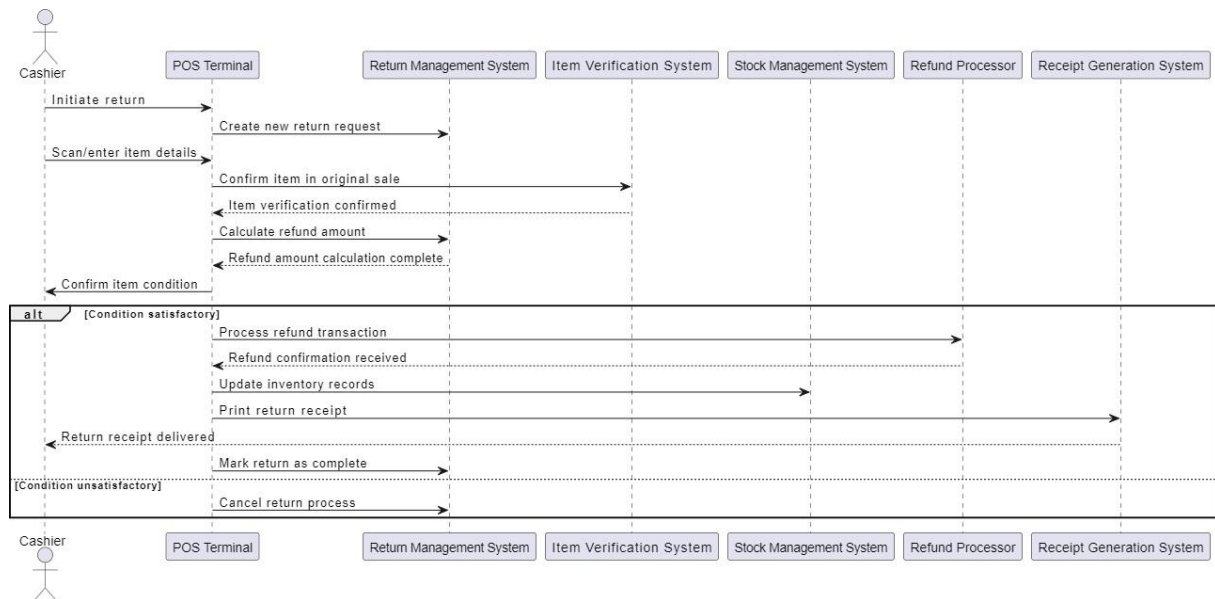 Cashier
POS Terminal
Return Management System
Item Verification System
Stock Management System
Refund Processor
Receipt Generation System
Initiate return
Create new return request
Scan/enter item details
Confirm item in original sale
Item verification confirmed
Calculate refund amount
Refund amount calculation complete
Confirm item condition
alt
[Condition satisfactory]
Process refund transaction
Refund confirmation received
Update inventory records
Print return receipt
Return receipt delivered
Mark return as complete
[Condition unsatisfactory]
Cancel return process
Cashier
POS Terminal
Return Management System
Item Verification System
Stock Management System
Refund Processor
Receipt Generation System